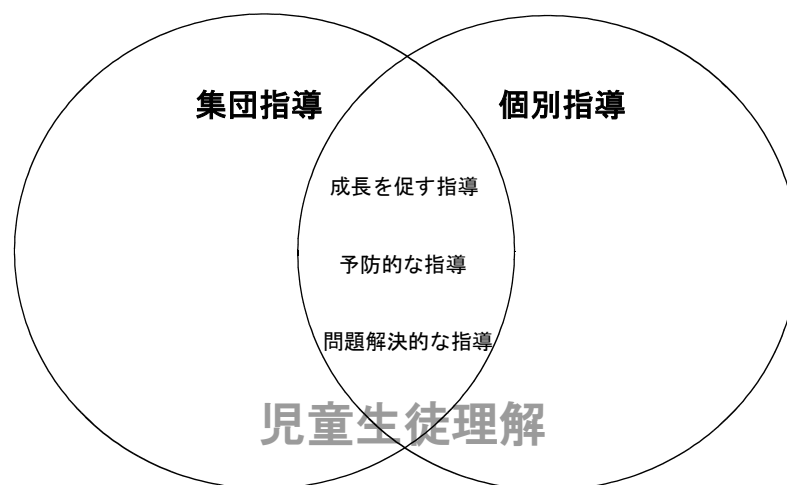 集団指導
個別指導
成長を促す指導
予防的な指導
問題解決的な指導
児童生徒理解